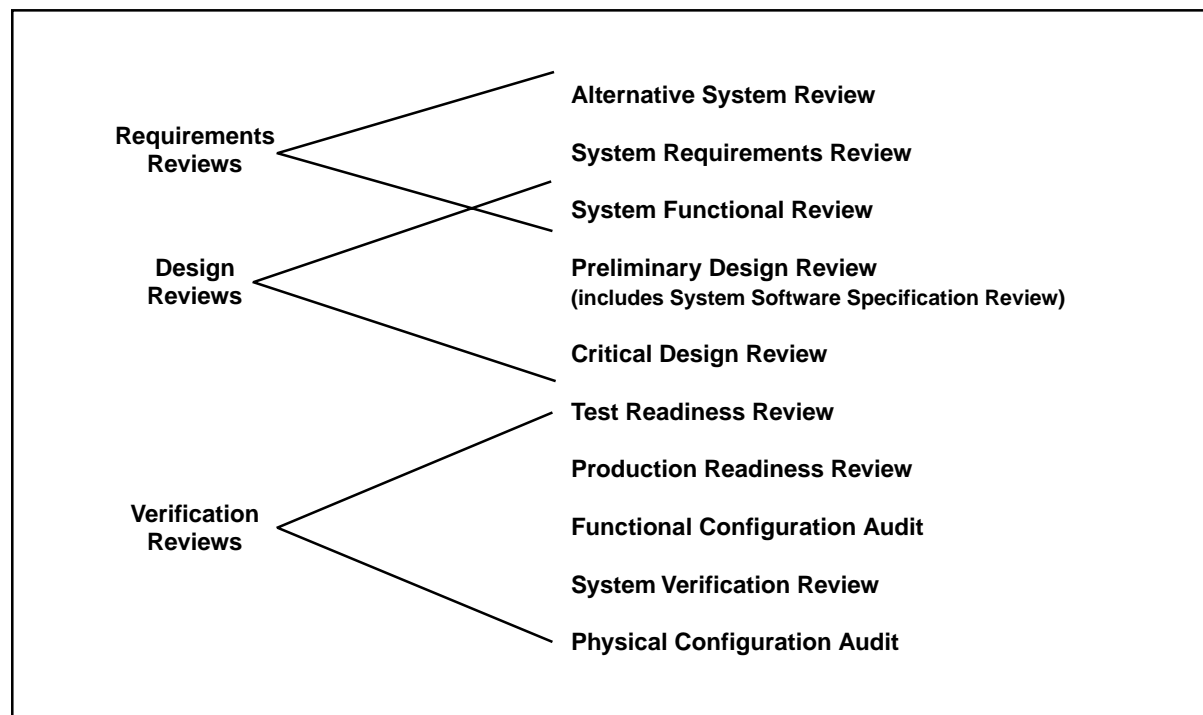 Requirements
Reviews
Design
Reviews
Verification
Reviews
Alternative System Review
System Requirements Review
System Functional Review
Preliminary Design Review
(includes System Software Specification Review)
Critical Design Review
Test Readiness Review
Production Readiness Review
Functional Configuration Audit
System Verification Review
Physical Configuration Audit